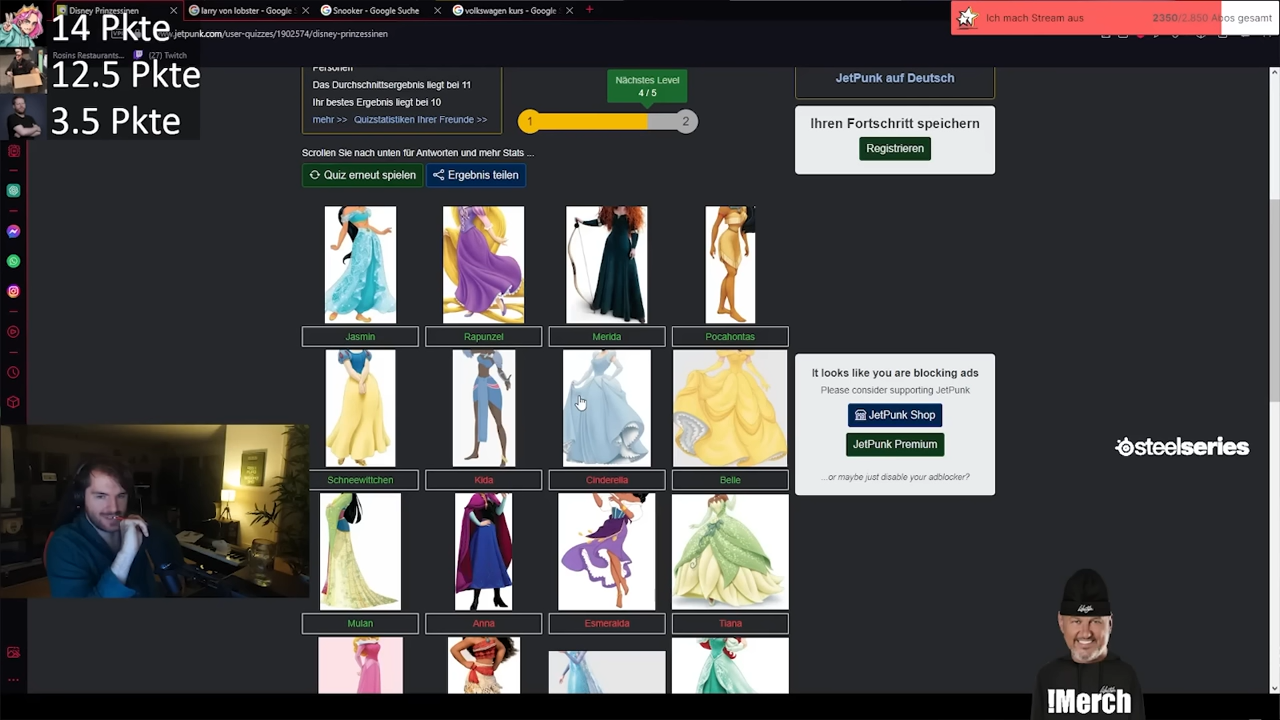 Disney Prinzessinen
larry von lobster - Google
Snooker - Google Suche
volkswagen kurs - Google
Ich mach Stream aus
2350/2.850 Abos gesamt
14 Pkte
.jetpunk.com/user-quizzes/1902574/disney-prinzessinen
Rosins Restaurants...
(27) Twitch
12.5 Pkte
3.5 Pkte
Personen
Das Durchschnittsergebnis liegt bei 11
Ihr bestes Ergebnis liegt bei 10
mehr >> Quizstatistiken Ihrer Freunde >>
Nächstes Level
4 / 5
1
2
JetPunk auf Deutsch
Ihren Fortschritt speichern
Registrieren
Scrollen Sie nach unten für Antworten und mehr Stats ...
Quiz erneut spielen
Ergebnis teilen
Jasmin
Rapunzel
Merida
Pocahontas
Schneewittchen
Kida
Cinderella
Belle
It looks like you are blocking ads
Please consider supporting JetPunk
JetPunk Shop
JetPunk Premium
...or maybe just disable your adblocker?
steelseries
Mulan
Anna
Esmeralda
Tiana
!Merch